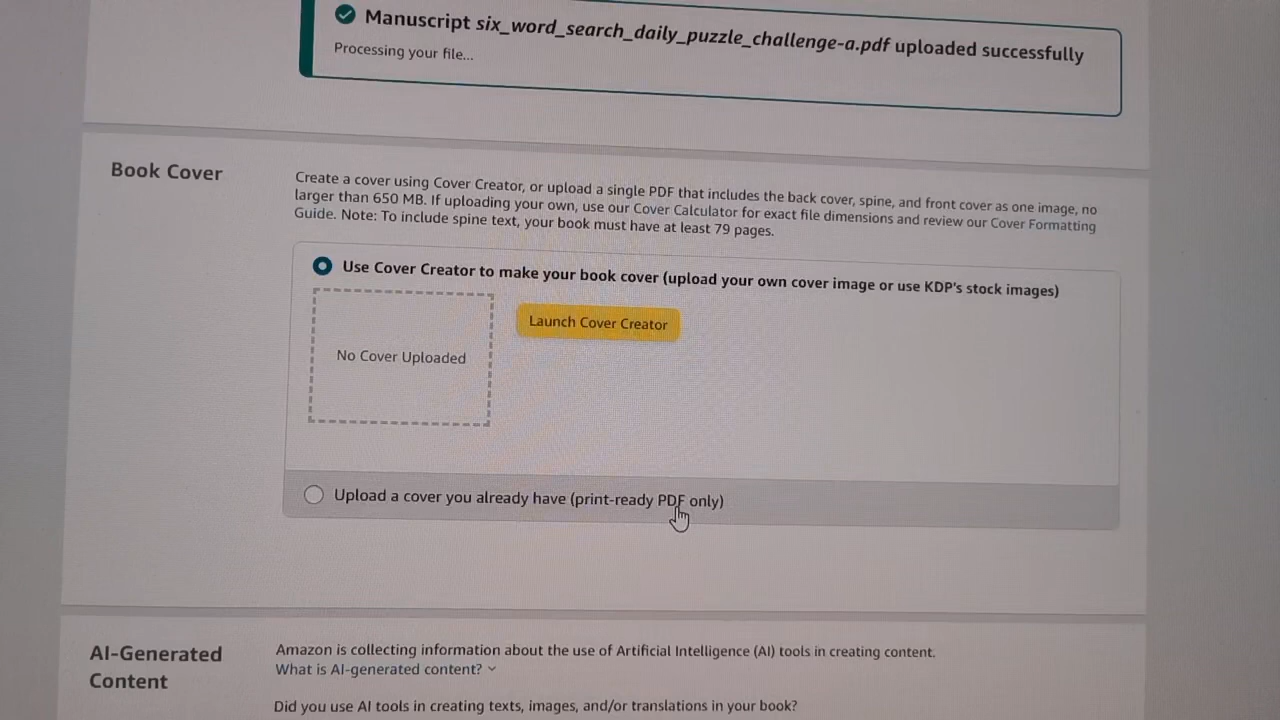 Manuscript six_word_search_daily_puzzle_challenge-a.pdf uploaded successfully
Processing your file...
Book Cover
Create a cover using Cover Creator, or upload a single PDF that includes the back cover, spine, and front cover as one image, no
larger than 650 MB. If uploading your own, use our Cover Calculator for exact file dimensions and review our Cover Formatting
Guide. Note: To include spine text, your book must have at least 79 pages.
Use Cover Creator to make your book cover (upload your own cover image or use KDP's stock images)
Launch Cover Creator
No Cover Uploaded
Upload a cover you already have (print-ready PDF only)
AI-Generated
Content
Amazon is collecting information about the use of Artificial Intelligence (AI) tools in creating content.
What is AI-generated content?
Did you use AI tools in creating texts, images, and/or translations in your book?